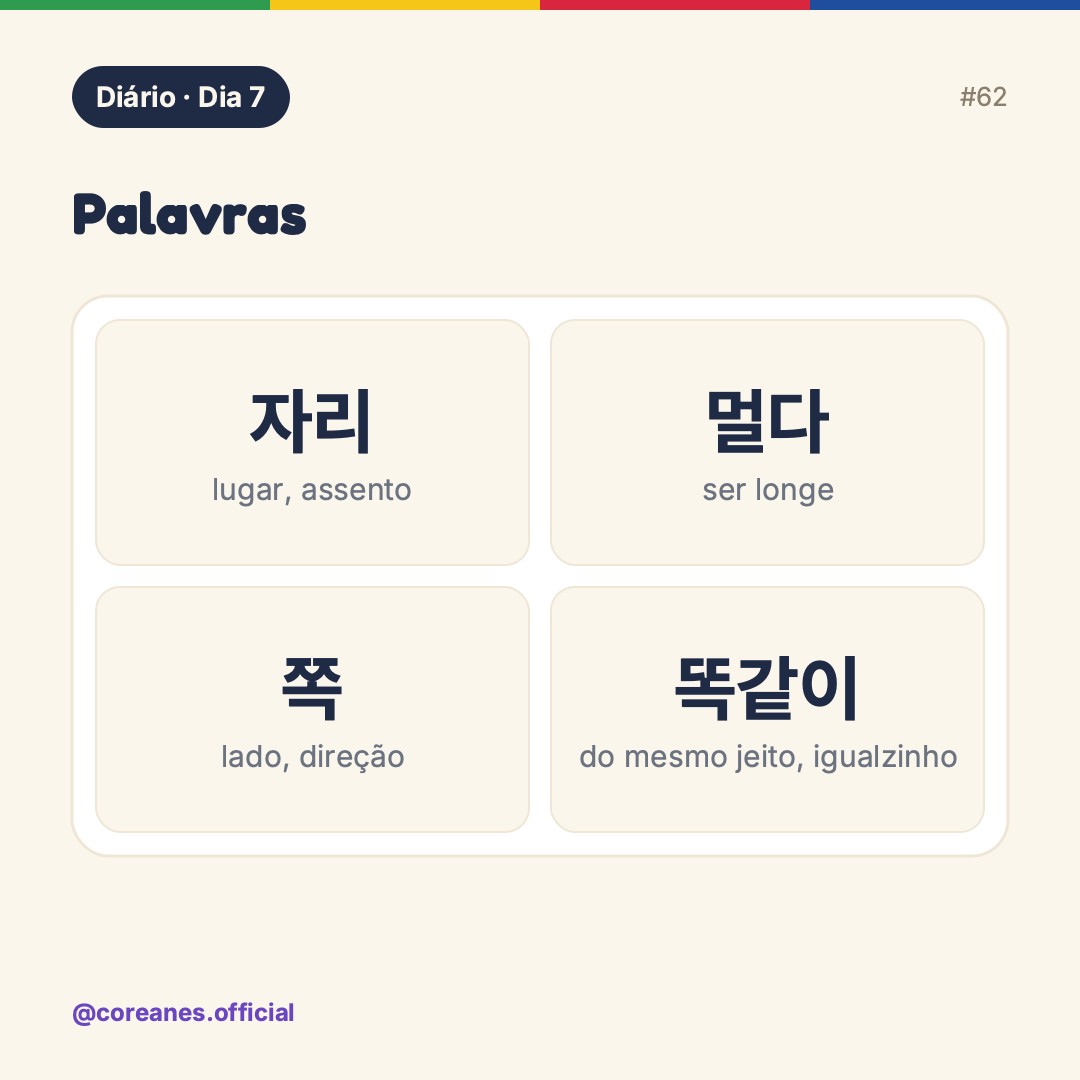 Diário · Dia 7
#62
Palavras
자리
lugar, assento
멀다
ser longe
쪽
lado, direção
똑같이
do mesmo jeito, igualzinho
@coreanes.official